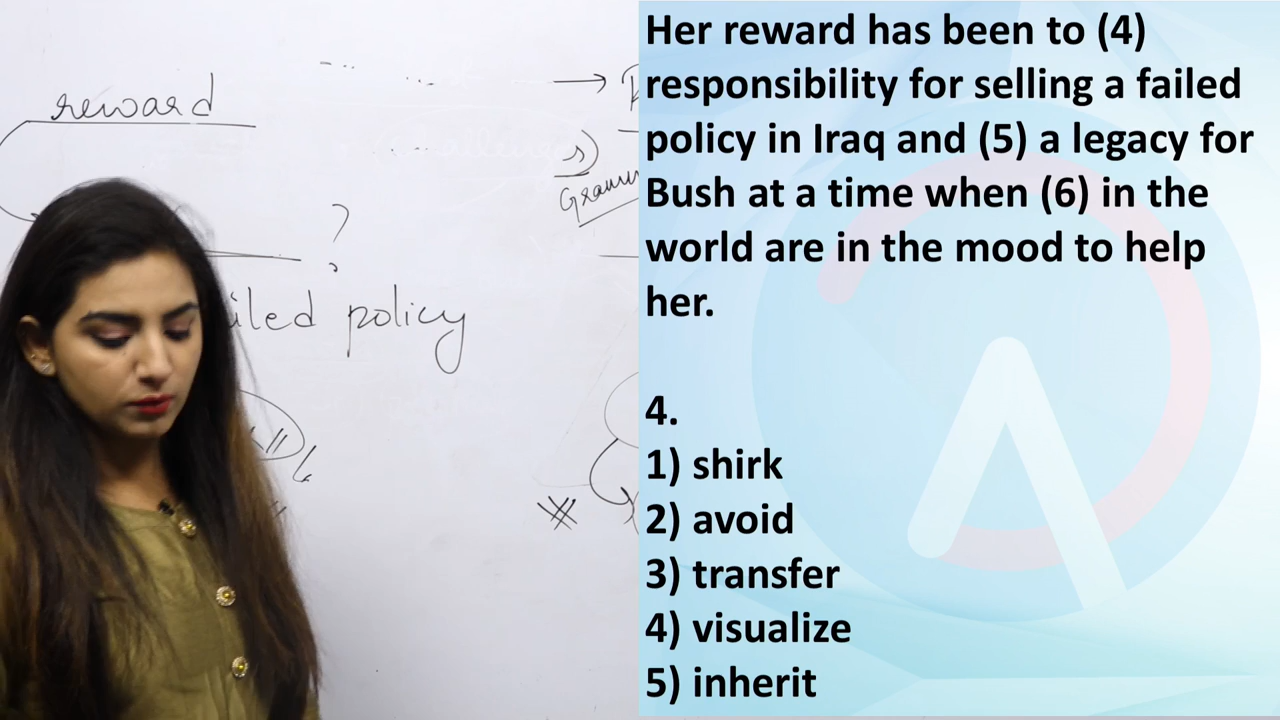 reward
?
policy
Her reward has been to (4)
responsibility for selling a failed
policy in Iraq and (5) a legacy for
Bush at a time when (6) in the
world are in the mood to help
her.
4.
1) shirk
2) avoid
3) transfer
4) visualize
5) inherit